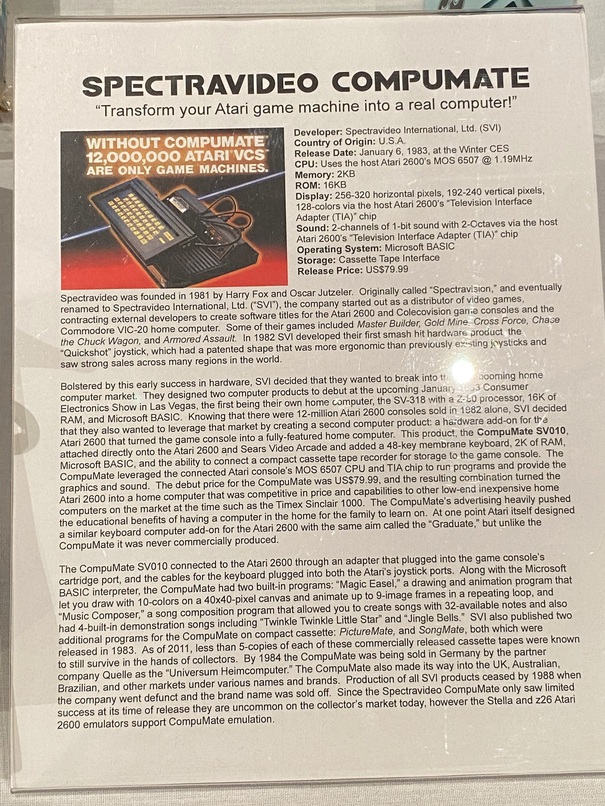 SPECTRAVIDEO COMPUMATE
“Transform your Atari game machine into a real computer!”
WITHOUT COMPUMATE
12,000,000 ATARI VCS
ARE ONLY GAME MACHINES.
Developer: Spectravideo International, Ltd. (SVI)
Country of Origin: U.S.A.
Release Date: January 6, 1983, at the Winter CES
CPU: Uses the host Atari 2600's MOS 6507 @ 1.19MHz
Memory: 2KB
ROM: 16KB
Display: 256-320 horizontal pixels, 192-240 vertical pixels,
128-colors via the host Atari 2600's “Television Interface
Adapter (TIA)” chip
Sound: 2-channels of 1-bit sound with 2-Octaves via the host
Atari 2600's “Television Interface Adapter (TIA)” chip
Operating System: Microsoft BASIC
Storage: Cassette Tape Interface
Release Price: US$79.99
Spectravideo was founded in 1981 by Harry Fox and Oscar Jutzeler. Originally called “Spectravision,” and eventually
renamed to Spectravideo International, Ltd. (“SVI”), the company started out as a distributor of video games,
contracting external developers to create software titles for the Atari 2600 and Colecovision game consoles and the
Commodore VIC-20 home computer. Some of their games included Master Builder, Gold Mine, Cross Force, Chase
the Chuck Wagon, and Armored Assault. In 1982 SVI developed their first smash hit hardware product, the
“Quickshot” joystick, which had a patented shape that was more ergonomic than previously existing joysticks and
saw strong sales across many regions in the world.
Bolstered by this early success in hardware, SVI decided that they wanted to break into booming home
computer market. They designed two computer products to debut at the upcoming January Consumer
Electronics Show in Las Vegas, the first being their own home computer, the SV-318 with a Z-80 processor, 16K of
RAM, and Microsoft BASIC. Knowing that there were 12-million Atari 2600 consoles sold in 1982 alone, SVI decided
that they also wanted to leverage that market by creating a second computer product: a hardware add-on for the
Atari 2600 that turned the game console into a fully-featured home computer. This product, the CompuMate SV010,
attached directly onto the Atari 2600 and Sears Video Arcade and added a 48-key membrane keyboard, 2K of RAM,
Microsoft BASIC, and the ability to connect a compact cassette tape recorder for storage to the game console. The
CompuMate leveraged the connected Atari console's MOS 6507 CPU and TIA chip to run programs and provide the
graphics and sound. The debut price for the CompuMate was US$79.99, and the resulting combination turned the
Atari 2600 into a home computer that was competitive in price and capabilities to other low-end inexpensive home
computers on the market at the time such as the Timex Sinclair 1000. The CompuMate's advertising heavily pushed
the educational benefits of having a computer in the home for the family to learn on. At one point Atari itself designed
a similar keyboard computer add-on for the Atari 2600 with the same aim called the “Graduate,” but unlike the
CompuMate it was never commercially produced.
The CompuMate SV010 connected to the Atari 2600 through an adapter that plugged into the game console's
cartridge port, and the cables for the keyboard plugged into both the Atari's joystick ports. Along with the Microsoft
BASIC interpreter, the CompuMate had two built-in programs: “Magic Easel,” a drawing and animation program that
let you draw with 10-colors on a 40x40-pixel canvas and animate up to 9-image frames in a repeating loop, and
“Music Composer,” a song composition program that allowed you to create songs with 32-available notes and also
had 4-built-in demonstration songs including “Twinkle Twinkle Little Star” and “Jingle Bells.” SVI also published two
additional programs for the CompuMate on compact cassette: PictureMate, and SongMate, both which were
released in 1983. As of 2011, less than 5-copies of each of these commercially released cassette tapes were known
to still survive in the hands of collectors. By 1984 the CompuMate was being sold in Germany by the partner
company Quelle as the “Universum Heimcomputer.” The CompuMate also made its way into the UK, Australian,
Brazilian, and other markets under various names and brands. Production of all SVI products ceased by 1988 when
the company went defunct and the brand name was sold off. Since the Spectravideo CompuMate only saw limited
success at its time of release they are uncommon on the collector's market today, however the Stella and z26 Atari
2600 emulators support CompuMate emulation.